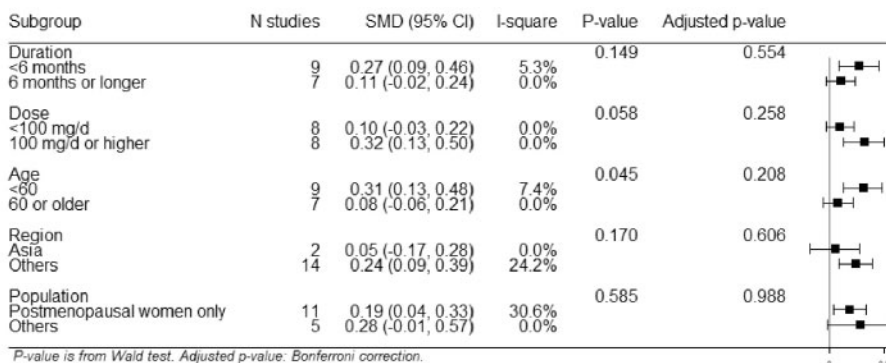 Subgroup N studies SMD (95% CI) I-square P-value Adjusted p-value
Duration 0.149 0.554
<6 months 9 0.27 (0.09, 0.46) 5.3%
6 months or longer 7 0.11 (-0.02, 0.24) 0.0%
Dose 0.058 0.258
<100 mg/d 8 0.10 (-0.03, 0.22) 0.0%
100 mg/d or higher 8 0.32 (0.13, 0.50) 0.0%
Age 0.045 0.208
<60 9 0.31 (0.13, 0.48) 7.4%
60 or older 7 0.08 (-0.06, 0.21) 0.0%
Region 0.170 0.606
Asia 2 0.05 (-0.17, 0.28) 0.0%
Others 14 0.24 (0.09, 0.39) 24.2%
Population 0.585 0.988
Postmenopausal women only 11 0.19 (0.04, 0.33) 30.6%
Others 5 0.28 (-0.01, 0.57) 0.0%
P-value is from Wald test. Adjusted p-value: Bonferroni correction.